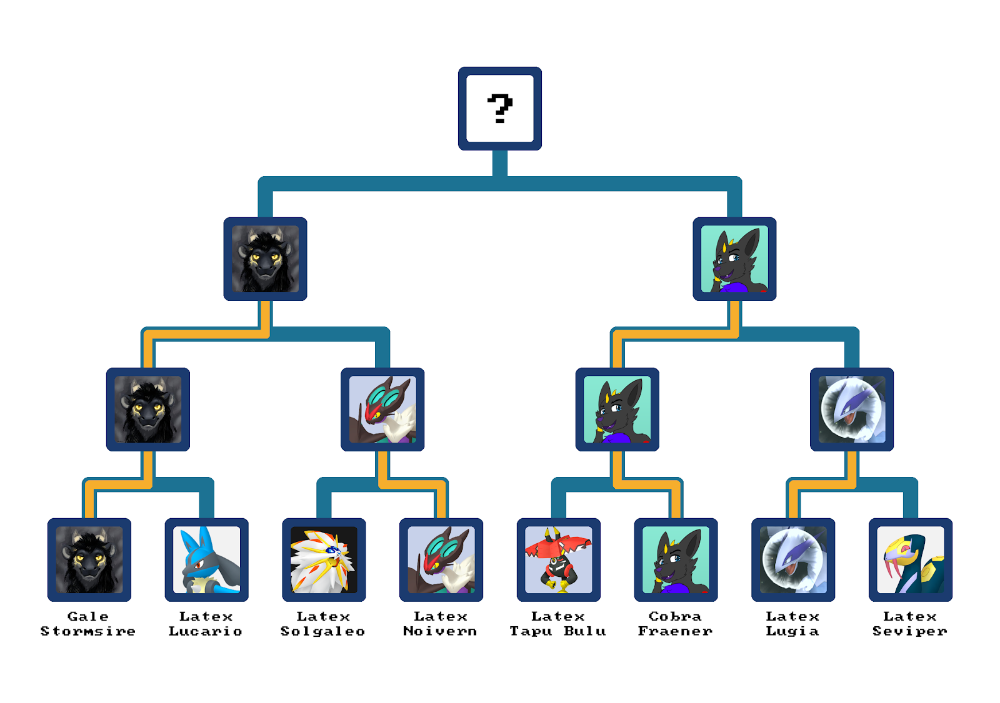 ?
Gale
Stormsire
Latex
Lucario
Latex
Solgaleo
Latex
Noivern
Latex
Tapu Bulu
Cobra
Fraener
Latex
Lugia
Latex
Seviper